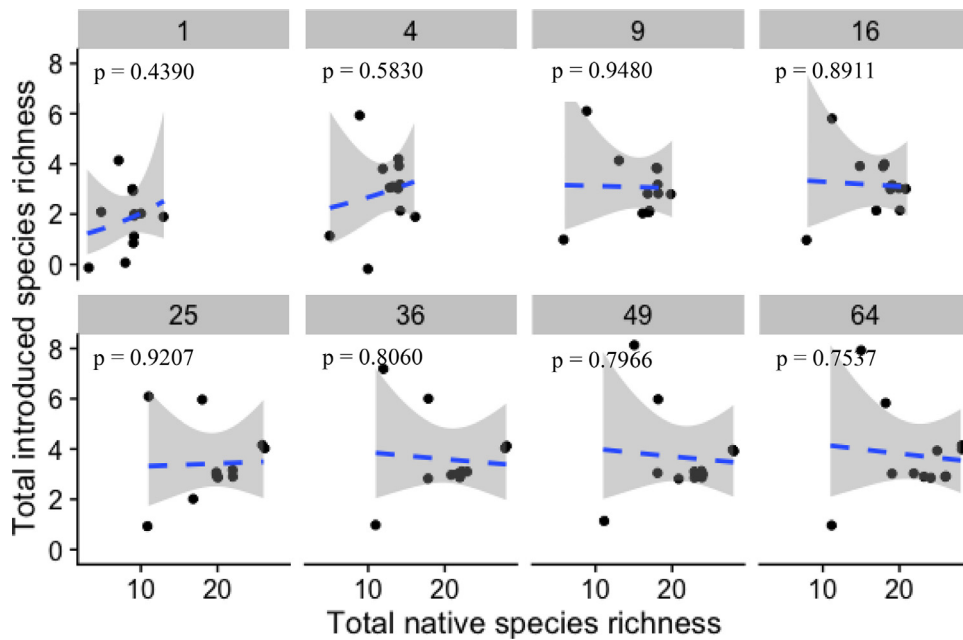 1 4 9 16
8 p = 0.4390 p = 0.5830 p = 0.9480 p = 0.8911
6
4
2
0
25 36 49 64
8 p = 0.9207 p = 0.8060 p = 0.7966 p = 0.7537
6
4
2
0
10 20 10 20 10 20 10 20
Total native species richness
Total introduced species richness